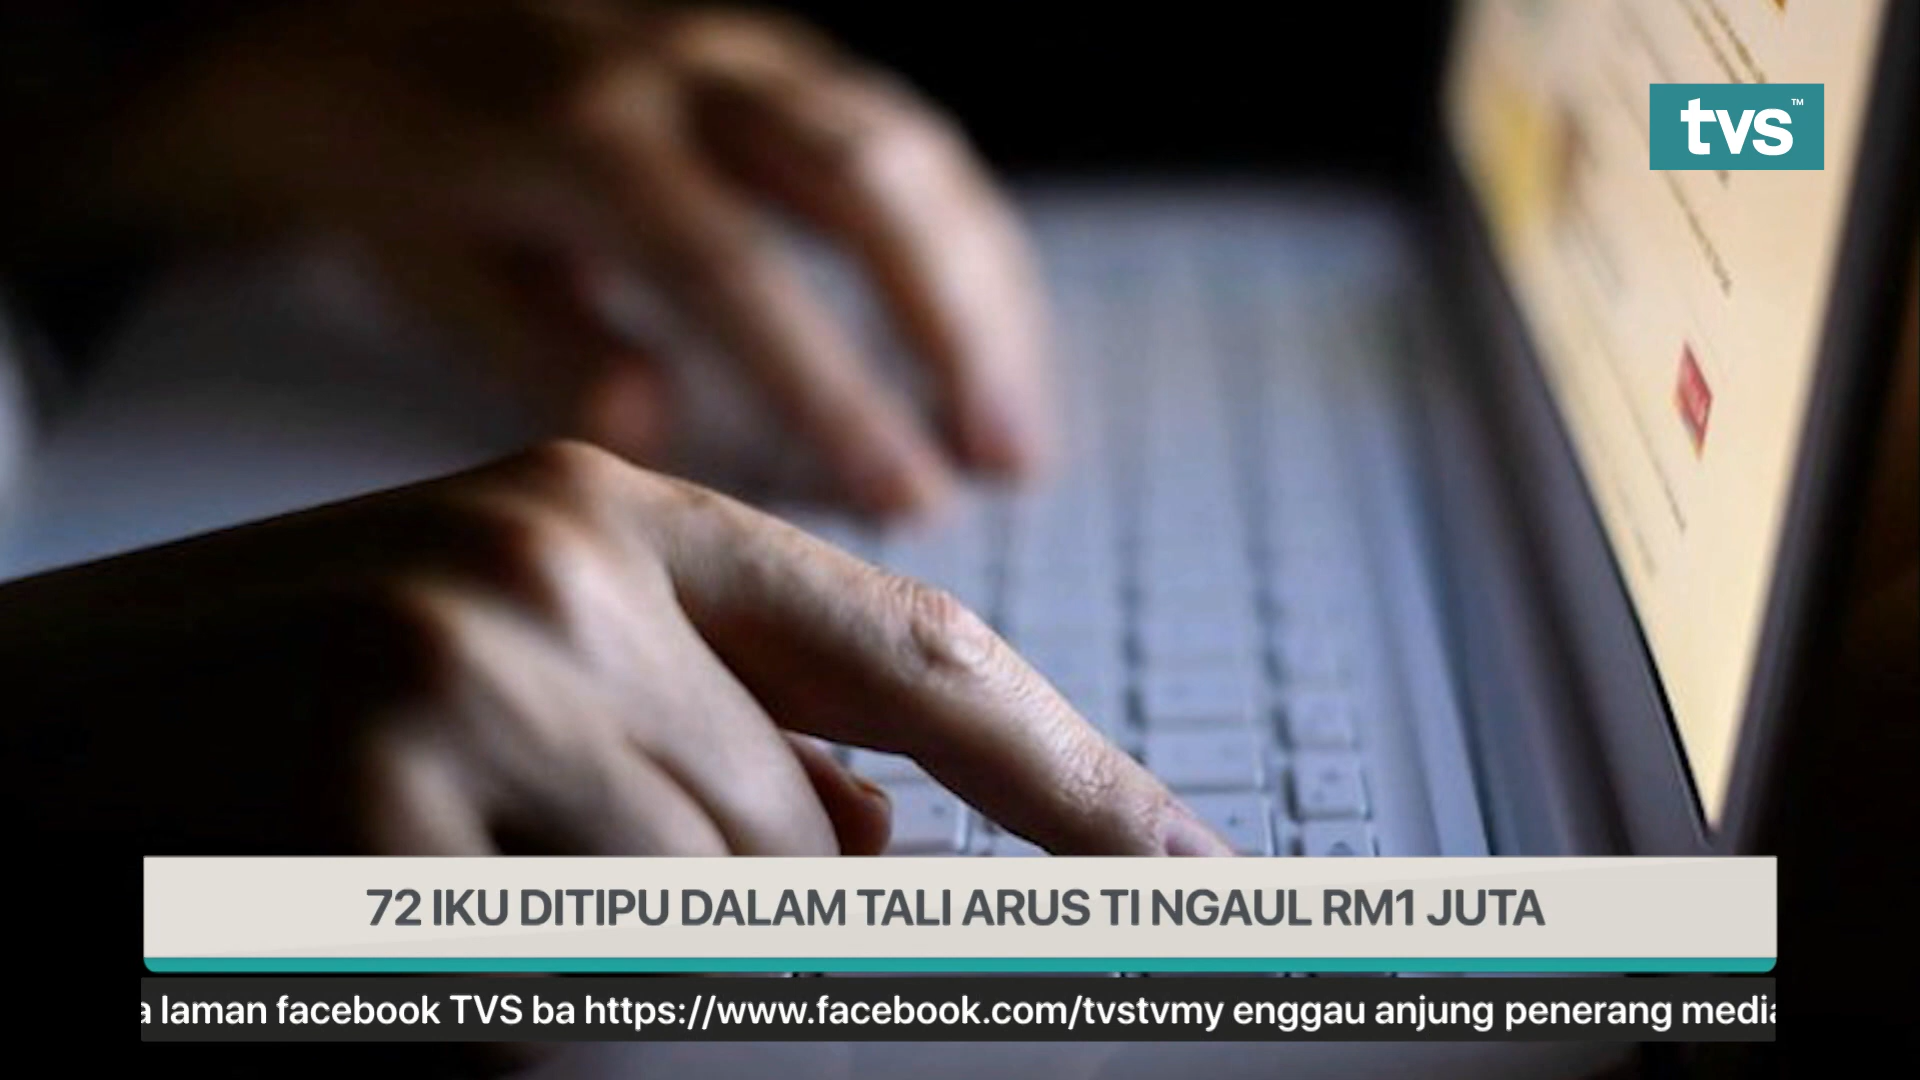 tvs™
72 IKU DITIPU DALAM TALI ARUS TI NGAUL RM1 JUTA
a laman facebook TVS ba https://www.facebook.com/tvstvmy enggau anjung penerang media